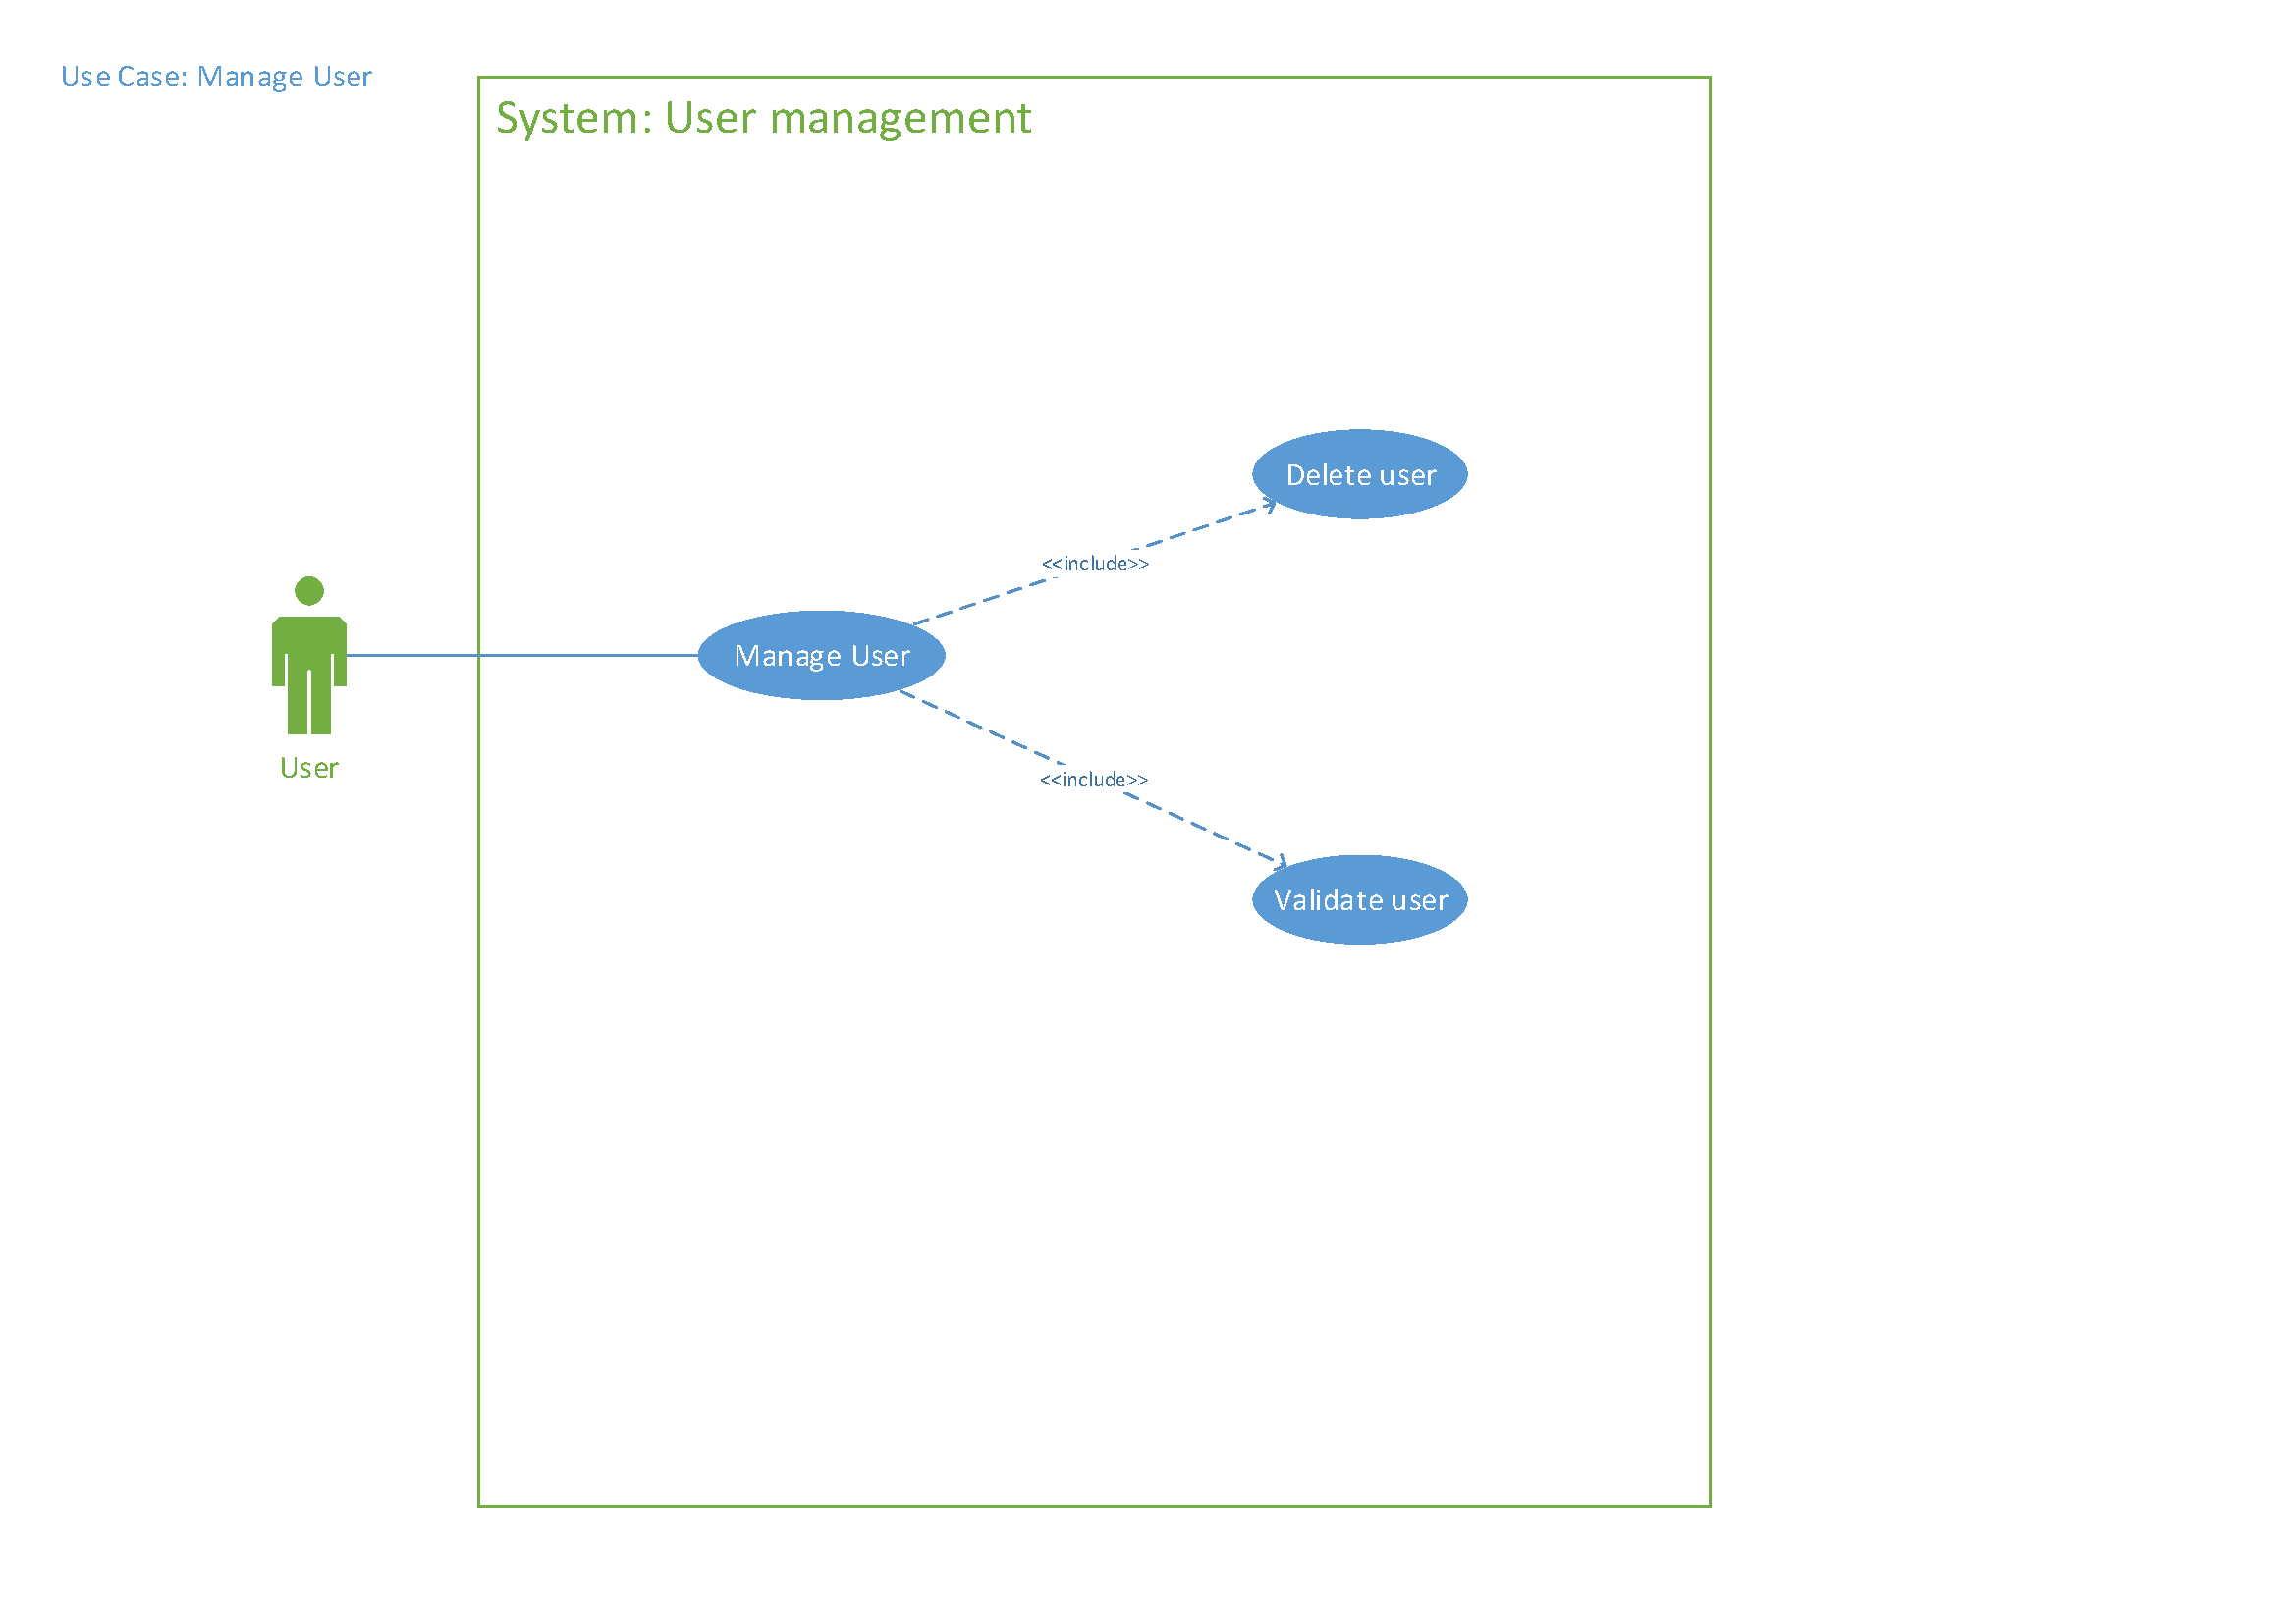 Use Case: Manage User
System: User management
Delete user
<<include>>
Manage User
User
<<include>>
Validate user